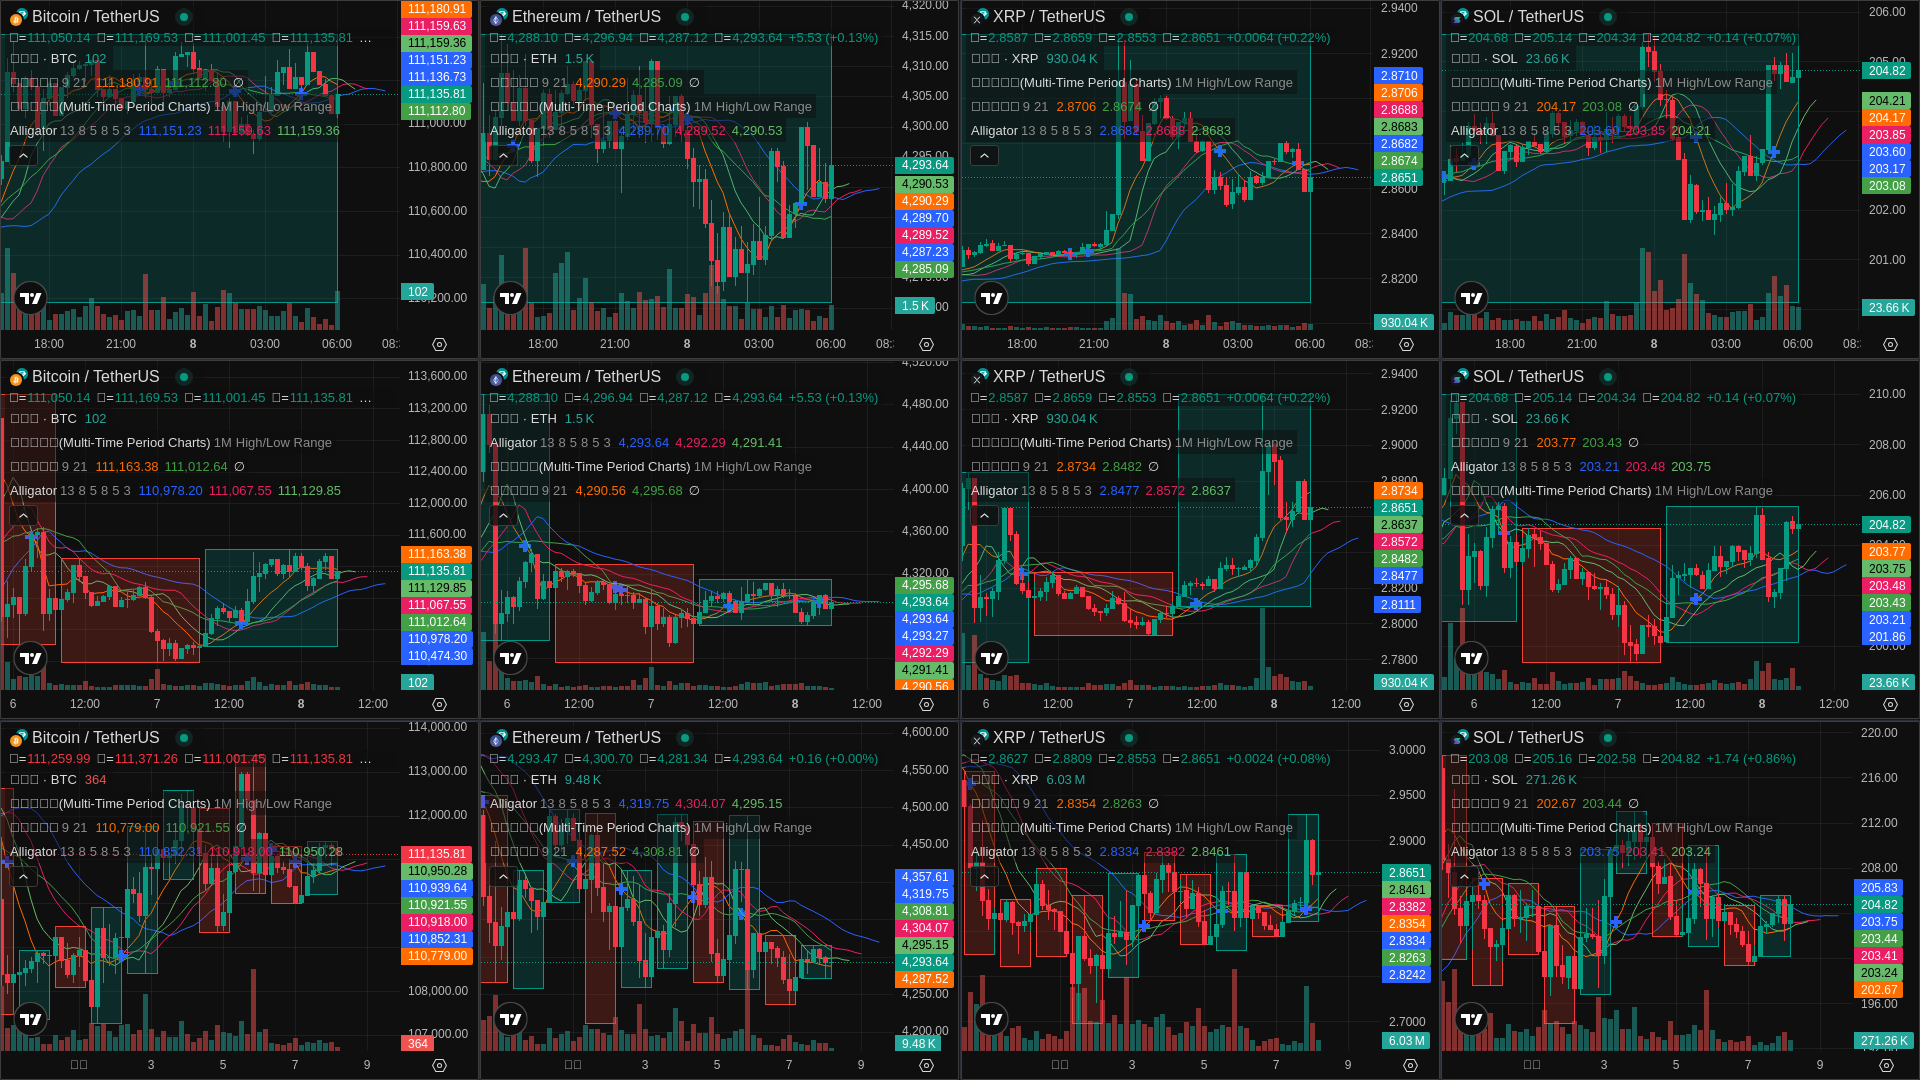 Bitcoin / TetherUS
=111,050.14 =111,169.53 =111,001.45 =111,135.81 …
· BTC 102
9 21 111,180.91 111,112.80 ∅
(Multi-Time Period Charts) 1M High/Low Range
Alligator 13 8 5 8 5 3 111,151.23 111,159.63 111,159.36
111,180.91
111,159.63
111,159.36
111,151.23
111,136.73
111,135.81
111,112.80
111,000.00
110,800.00
110,600.00
110,400.00
102
18:00 21:00 8 03:00 06:00
Ethereum / TetherUS
=4,288.10 =4,296.94 =4,287.12 =4,293.64 +5.53 (+0.13%)
· ETH 1.5 K
9 21 4,290.29 4,285.09 ∅
(Multi-Time Period Charts) 1M High/Low Range
Alligator 13 8 5 8 5 3 4,289.70 4,289.52 4,290.53
4,320.00
4,315.00
4,310.00
4,305.00
4,300.00
4,295.00
4,293.64
4,290.53
4,290.29
4,289.70
4,289.52
4,287.23
4,285.09
1.5 K
18:00 21:00 8 03:00 06:00
XRP / TetherUS
=2.8587 =2.8659 =2.8553 =2.8651 +0.0064 (+0.22%)
· XRP 930.04 K
(Multi-Time Period Charts) 1M High/Low Range
9 21 2.8706 2.8674 ∅
Alligator 13 8 5 8 5 3 2.8682 2.8688 2.8683
2.9400
2.9200
2.8710
2.8706
2.8688
2.8683
2.8682
2.8674
2.8651
2.8600
2.8400
2.8200
930.04 K
18:00 21:00 8 03:00 06:00
SOL / TetherUS
=204.68 =205.14 =204.34 =204.82 +0.14 (+0.07%)
· SOL 23.66 K
(Multi-Time Period Charts) 1M High/Low Range
9 21 204.17 203.08 ∅
Alligator 13 8 5 8 5 3 203.60 203.85 204.21
206.00
205.00
204.82
204.21
204.17
203.85
203.60
203.17
203.08
202.00
201.00
23.66 K
18:00 21:00 8 03:00 06:00
Bitcoin / TetherUS
=111,050.14 =111,169.53 =111,001.45 =111,135.81 …
· BTC 102
(Multi-Time Period Charts) 1M High/Low Range
9 21 111,163.38 111,012.64 ∅
Alligator 13 8 5 8 5 3 110,978.20 111,067.55 111,129.85
113,600.00
113,200.00
112,800.00
112,400.00
112,000.00
111,600.00
111,163.38
111,135.81
111,129.85
111,067.55
111,012.64
110,978.20
110,474.30
102
6 12:00 7 12:00 8 12:00
Ethereum / TetherUS
=4,288.10 =4,296.94 =4,287.12 =4,293.64 +5.53 (+0.13%)
· ETH 1.5 K
Alligator 13 8 5 8 5 3 4,293.64 4,292.29 4,291.41
(Multi-Time Period Charts) 1M High/Low Range
9 21 4,290.56 4,295.68 ∅
4,520.00
4,480.00
4,440.00
4,400.00
4,360.00
4,320.00
4,295.68
4,293.64
4,293.64
4,293.27
4,292.29
4,291.41
4,290.56
6 12:00 7 12:00 8 12:00
XRP / TetherUS
=2.8587 =2.8659 =2.8553 =2.8651 +0.0064 (+0.22%)
· XRP 930.04 K
(Multi-Time Period Charts) 1M High/Low Range
9 21 2.8734 2.8482 ∅
Alligator 13 8 5 8 5 3 2.8477 2.8572 2.8637
2.9400
2.9200
2.9000
2.8800
2.8734
2.8651
2.8637
2.8572
2.8482
2.8477
2.8200
2.8111
2.8000
2.7800
930.04 K
6 12:00 7 12:00 8 12:00
SOL / TetherUS
=204.68 =205.14 =204.34 =204.82 +0.14 (+0.07%)
· SOL 23.66 K
9 21 203.77 203.43 ∅
Alligator 13 8 5 8 5 3 203.21 203.48 203.75
(Multi-Time Period Charts) 1M High/Low Range
210.00
208.00
206.00
204.82
203.77
203.75
203.48
203.43
203.21
201.86
200.00
23.66 K
6 12:00 7 12:00 8 12:00
Bitcoin / TetherUS
=111,259.99 =111,371.26 =111,001.45 =111,135.81 …
· BTC 364
(Multi-Time Period Charts) 1M High/Low Range
9 21 110,779.00 110,921.55 ∅
Alligator 13 8 5 8 5 3 110,852.31 110,918.00 110,950.28
114,000.00
113,000.00
112,000.00
111,135.81
110,950.28
110,939.64
110,921.55
110,918.00
110,852.31
110,779.00
108,000.00
107,000.00
364
3 5 7 9
Ethereum / TetherUS
=4,293.47 =4,300.70 =4,281.34 =4,293.64 +0.16 (+0.00%)
· ETH 9.48 K
Alligator 13 8 5 8 5 3 4,319.75 4,304.07 4,295.15
(Multi-Time Period Charts) 1M High/Low Range
9 21 4,287.52 4,308.81 ∅
4,600.00
4,550.00
4,500.00
4,450.00
4,357.61
4,319.75
4,308.81
4,304.07
4,295.15
4,293.64
4,287.52
4,250.00
4,200.00
9.48 K
3 5 7 9
XRP / TetherUS
=2.8627 =2.8809 =2.8553 =2.8651 +0.0024 (+0.08%)
· XRP 6.03 M
9 21 2.8354 2.8263 ∅
(Multi-Time Period Charts) 1M High/Low Range
Alligator 13 8 5 8 5 3 2.8334 2.8382 2.8461
3.0000
2.9500
2.9000
2.8651
2.8461
2.8382
2.8354
2.8334
2.8263
2.8242
2.7000
6.03 M
3 5 7 9
SOL / TetherUS
=203.08 =205.16 =202.58 =204.82 +1.74 (+0.86%)
· SOL 271.26 K
9 21 202.67 203.44 ∅
(Multi-Time Period Charts) 1M High/Low Range
Alligator 13 8 5 8 5 3 203.75 203.41 203.24
220.00
216.00
212.00
208.00
205.83
204.82
203.75
203.44
203.41
203.24
202.67
196.00
271.26 K
3 5 7 9